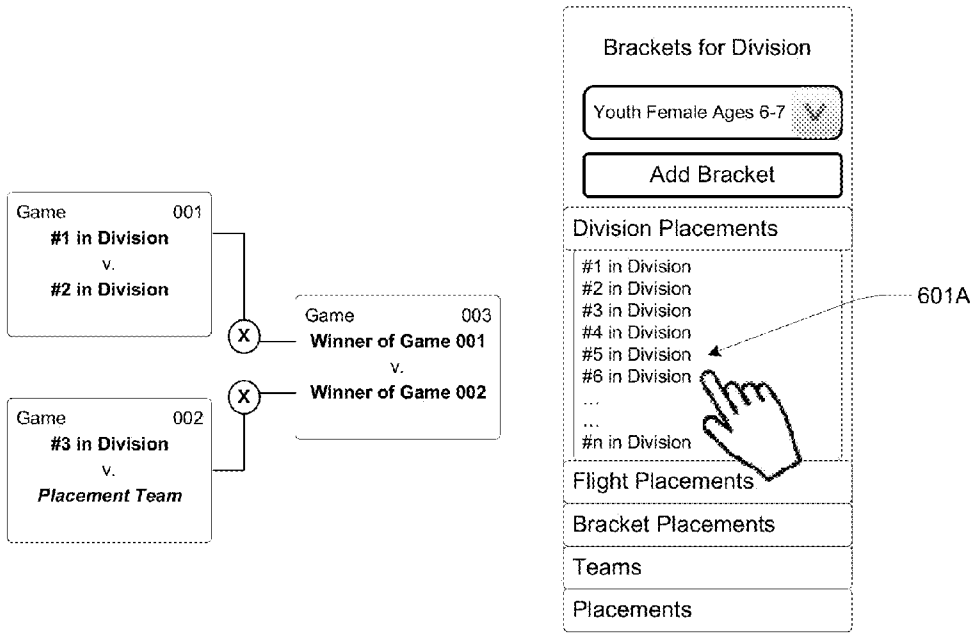 Game 001
#1 in Division
v.
#2 in Division
Game 002
#3 in Division
v.
Placement Team
X
X
Game 003
Winner of Game 001
v.
Winner of Game 002
Brackets for Division
Youth Female Ages 6-7
Add Bracket
Division Placements
#1 in Division
#2 in Division
#3 in Division
#4 in Division
#5 in Division
#6 in Division
...
...
#n in Division
Flight Placements
Bracket Placements
Teams
Placements
601A